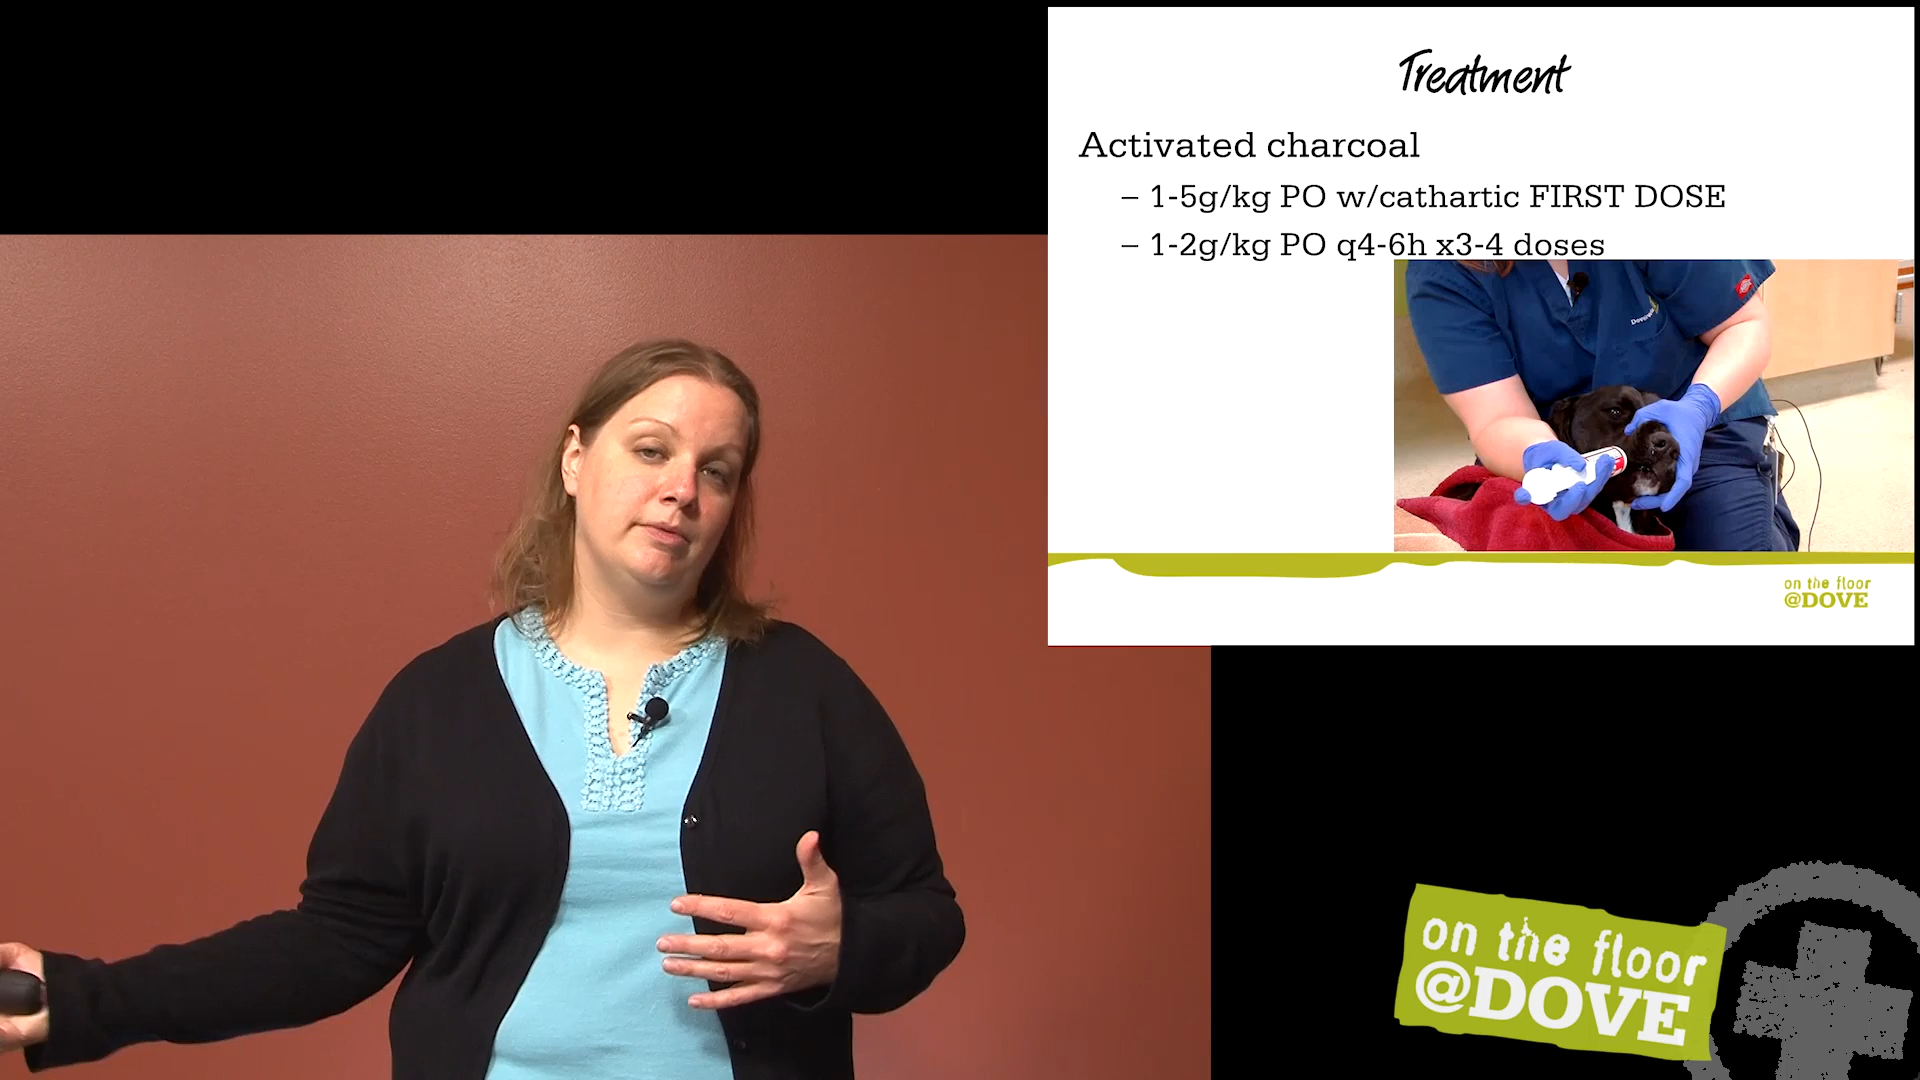 Treatment
Activated charcoal
– 1-5g/kg PO w/cathartic FIRST DOSE
– 1-2g/kg PO q4-6h x3-4 doses
on the floor
@DOVE
on the floor
@DOVE